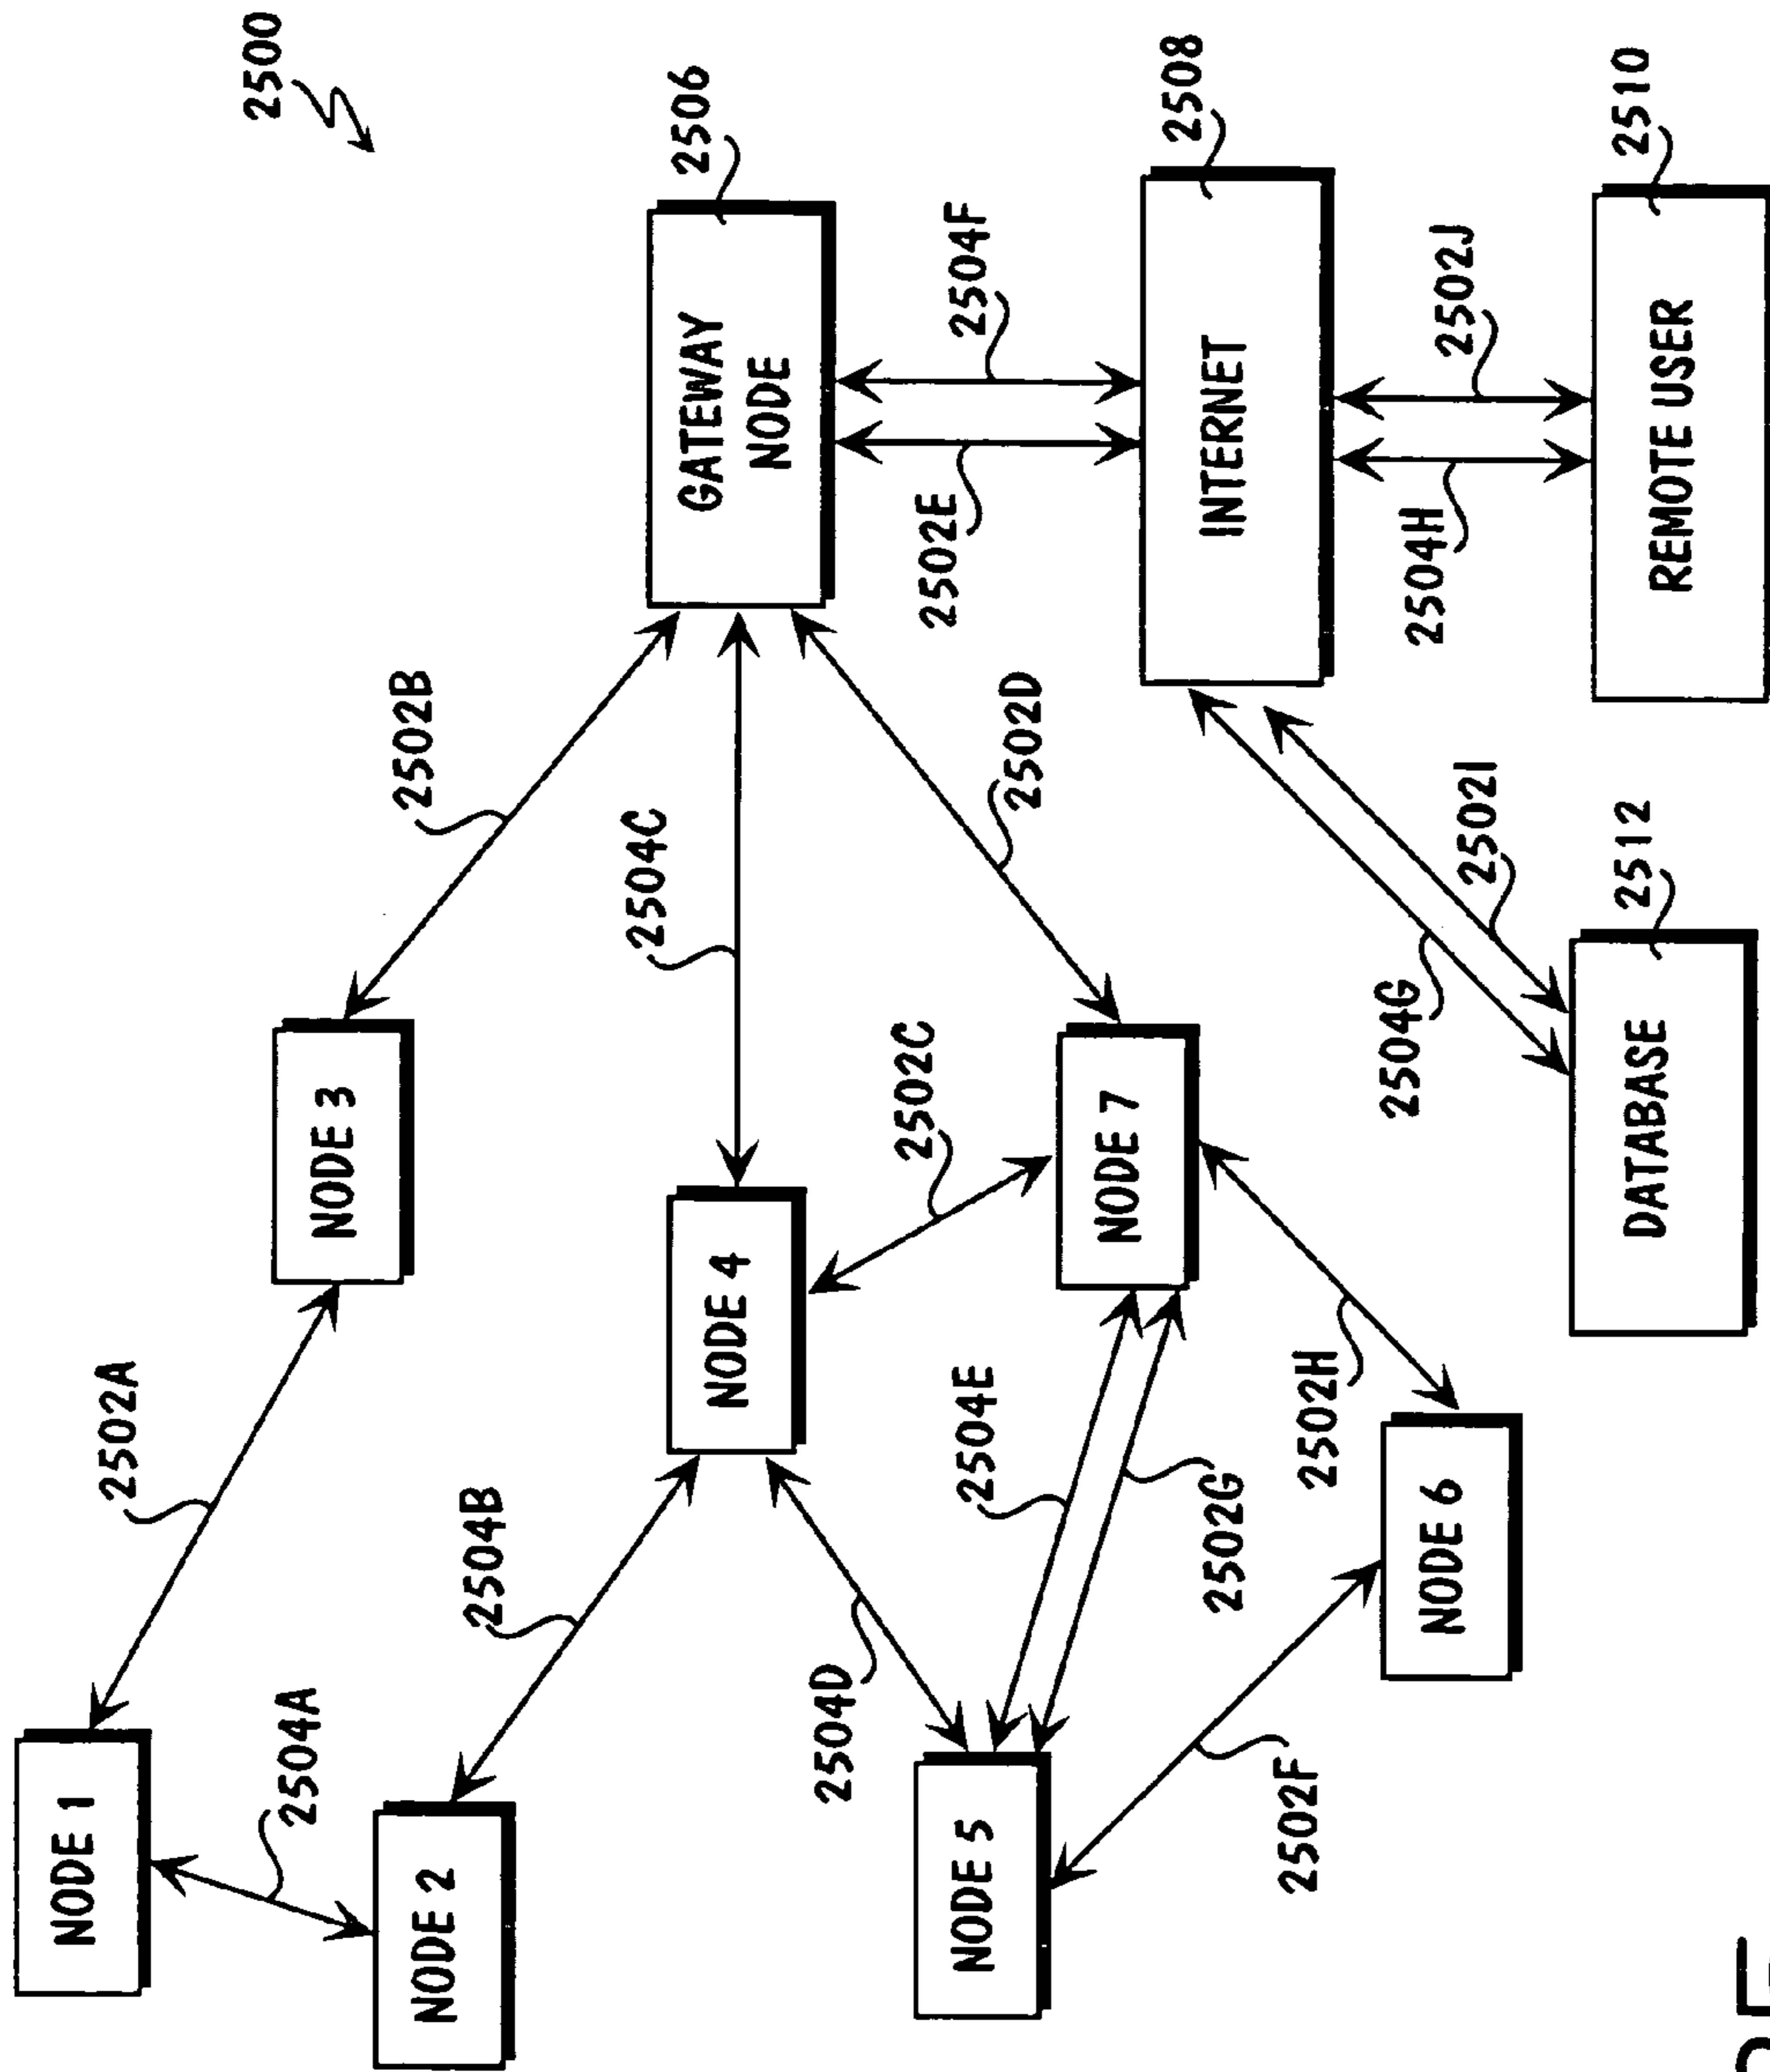 2500
NODE 1
2502A
NODE 3
2502B
GATEWAY
NODE
2506
2504A
NODE 2
2504B
NODE 4
2504C
2502E
2504F
2504D
2504E
2502C
2502D
INTERNET
2508
NODE 5
2502G
NODE 7
2504G
2502I
2504H
2502J
2502F
NODE 6
2502H
DATABASE
2512
REMOTE USER
2510